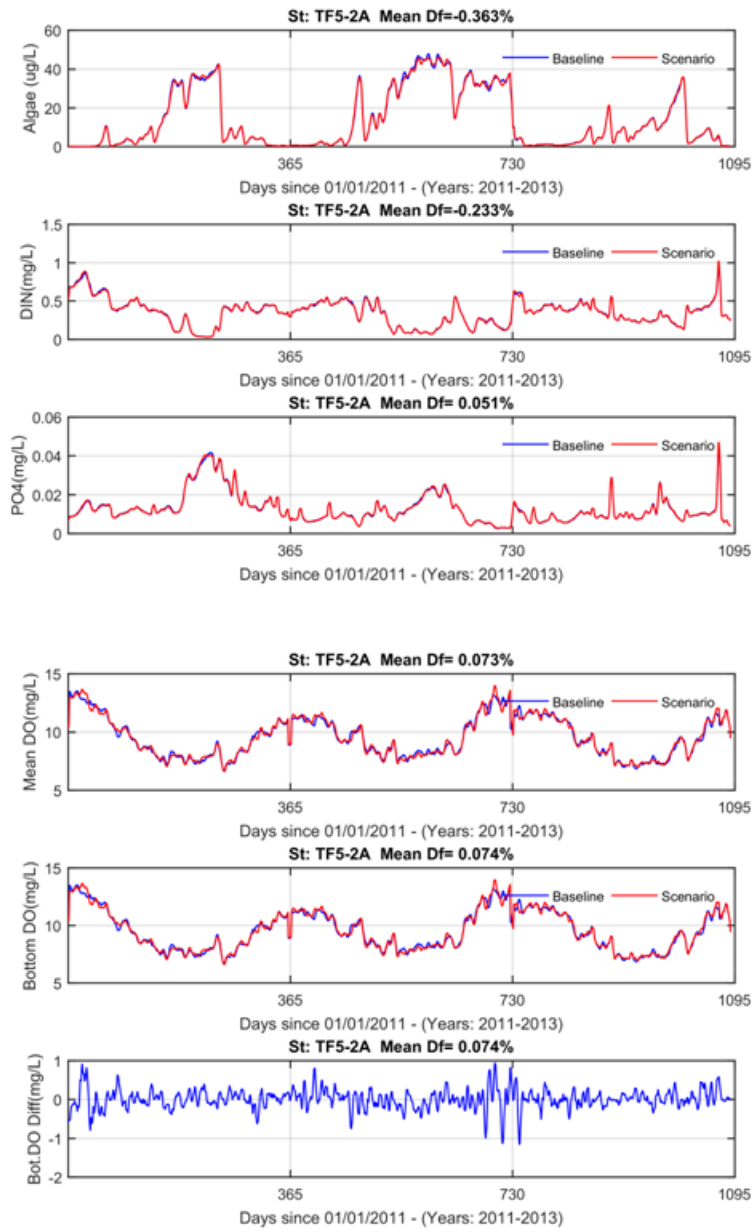 St: TF5-2A Mean Df=-0.363%
60
40
20
0
Algae (ug/L)
Baseline Scenario
365 730 1095
Days since 01/01/2011 - (Years: 2011-2013)
St: TF5-2A Mean Df=-0.233%
1.5
1
0.5
0
DIN(mg/L)
Baseline Scenario
365 730 1095
Days since 01/01/2011 - (Years: 2011-2013)
St: TF5-2A Mean Df= 0.051%
0.06
0.04
0.02
0
PO4(mg/L)
Baseline Scenario
365 730 1095
Days since 01/01/2011 - (Years: 2011-2013)
St: TF5-2A Mean Df= 0.073%
15
10
5
Mean DO(mg/L)
Baseline Scenario
365 730 1095
Days since 01/01/2011 - (Years: 2011-2013)
St: TF5-2A Mean Df= 0.074%
15
10
5
Bottom DO(mg/L)
Baseline Scenario
365 730 1095
Days since 01/01/2011 - (Years: 2011-2013)
St: TF5-2A Mean Df= 0.074%
1
0
-1
-2
Bot.DO Diff(mg/L)
365 730 1095
Days since 01/01/2011 - (Years: 2011-2013)